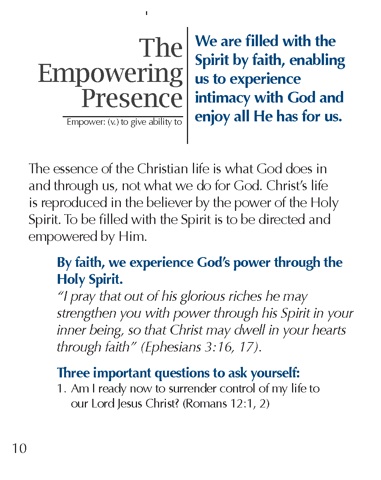 The
Empowering
Presence
Empower: (v.) to give ability to
We are filled with the
Spirit by faith, enabling
us to experience
intimacy with God and
enjoy all He has for us.
The essence of the Christian life is what God does in
and through us, not what we do for God. Christ’s life
is reproduced in the believer by the power of the Holy
Spirit. To be filled with the Spirit is to be directed and
empowered by Him.
By faith, we experience God’s power through the
Holy Spirit.
“I pray that out of his glorious riches he may
strengthen you with power through his Spirit in your
inner being, so that Christ may dwell in your hearts
through faith” (Ephesians 3:16, 17).
Three important questions to ask yourself:
1. Am I ready now to surrender control of my life to
our Lord Jesus Christ? (Romans 12:1, 2)
10